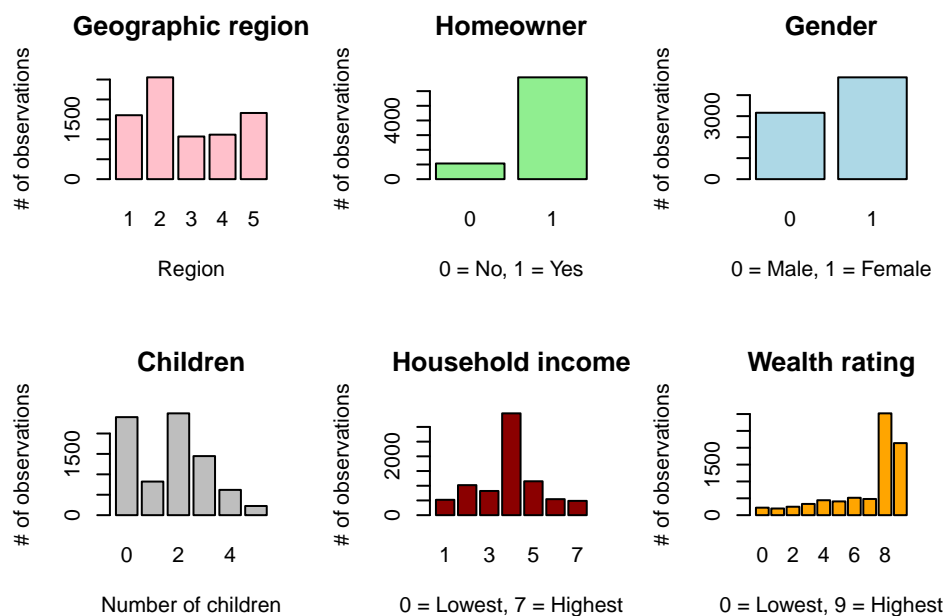 Geographic region
# of observations
0
1500
1 2 3 4 5
Region
Homeowner
# of observations
0
4000
0 1
0 = No, 1 = Yes
Gender
# of observations
0
3000
0 1
0 = Male, 1 = Female
Children
# of observations
0
1500
0 2 4
Number of children
Household income
# of observations
0
2000
1 3 5 7
0 = Lowest, 7 = Highest
Wealth rating
# of observations
0
1500
0 2 4 6 8
0 = Lowest, 9 = Highest